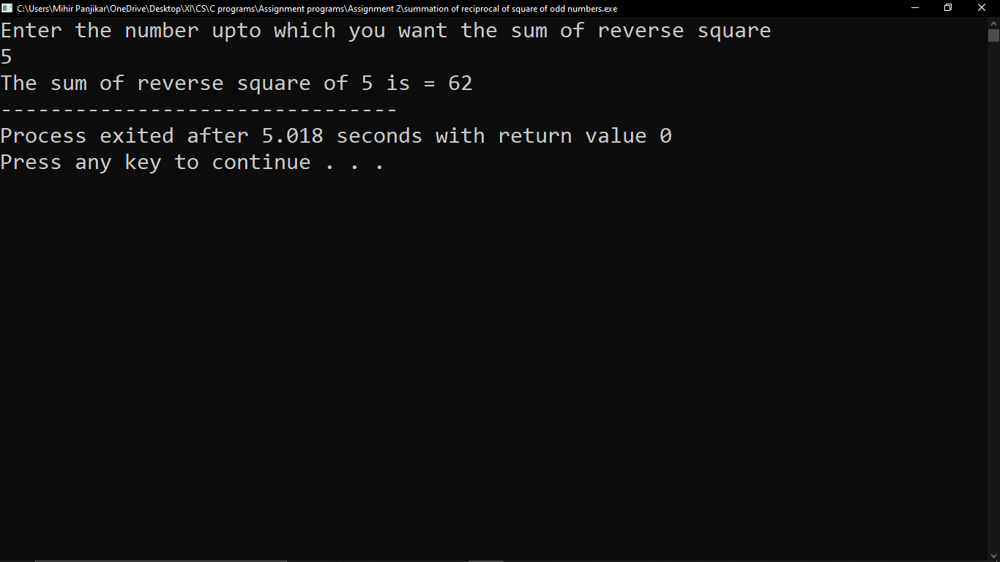 C:\Users\Mihir Panjikar\OneDrive\Desktop\XI\CS\C programs\Assignment programs\Assignment 2\summation of reciprocal of square of odd numbers.exe
Enter the number upto which you want the sum of reverse square
5
The sum of reverse square of 5 is = 62
--------------------------------
Process exited after 5.018 seconds with return value 0
Press any key to continue . . .